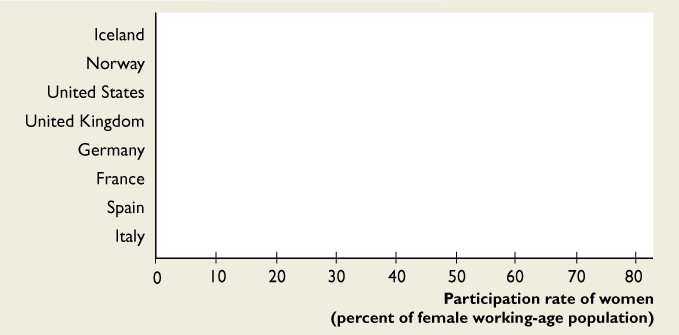 Iceland
Norway
United States
United Kingdom
Germany
France
Spain
Italy
0 10 20 30 40 50 60 70 80
Participation rate of women
(percent of female working-age population)